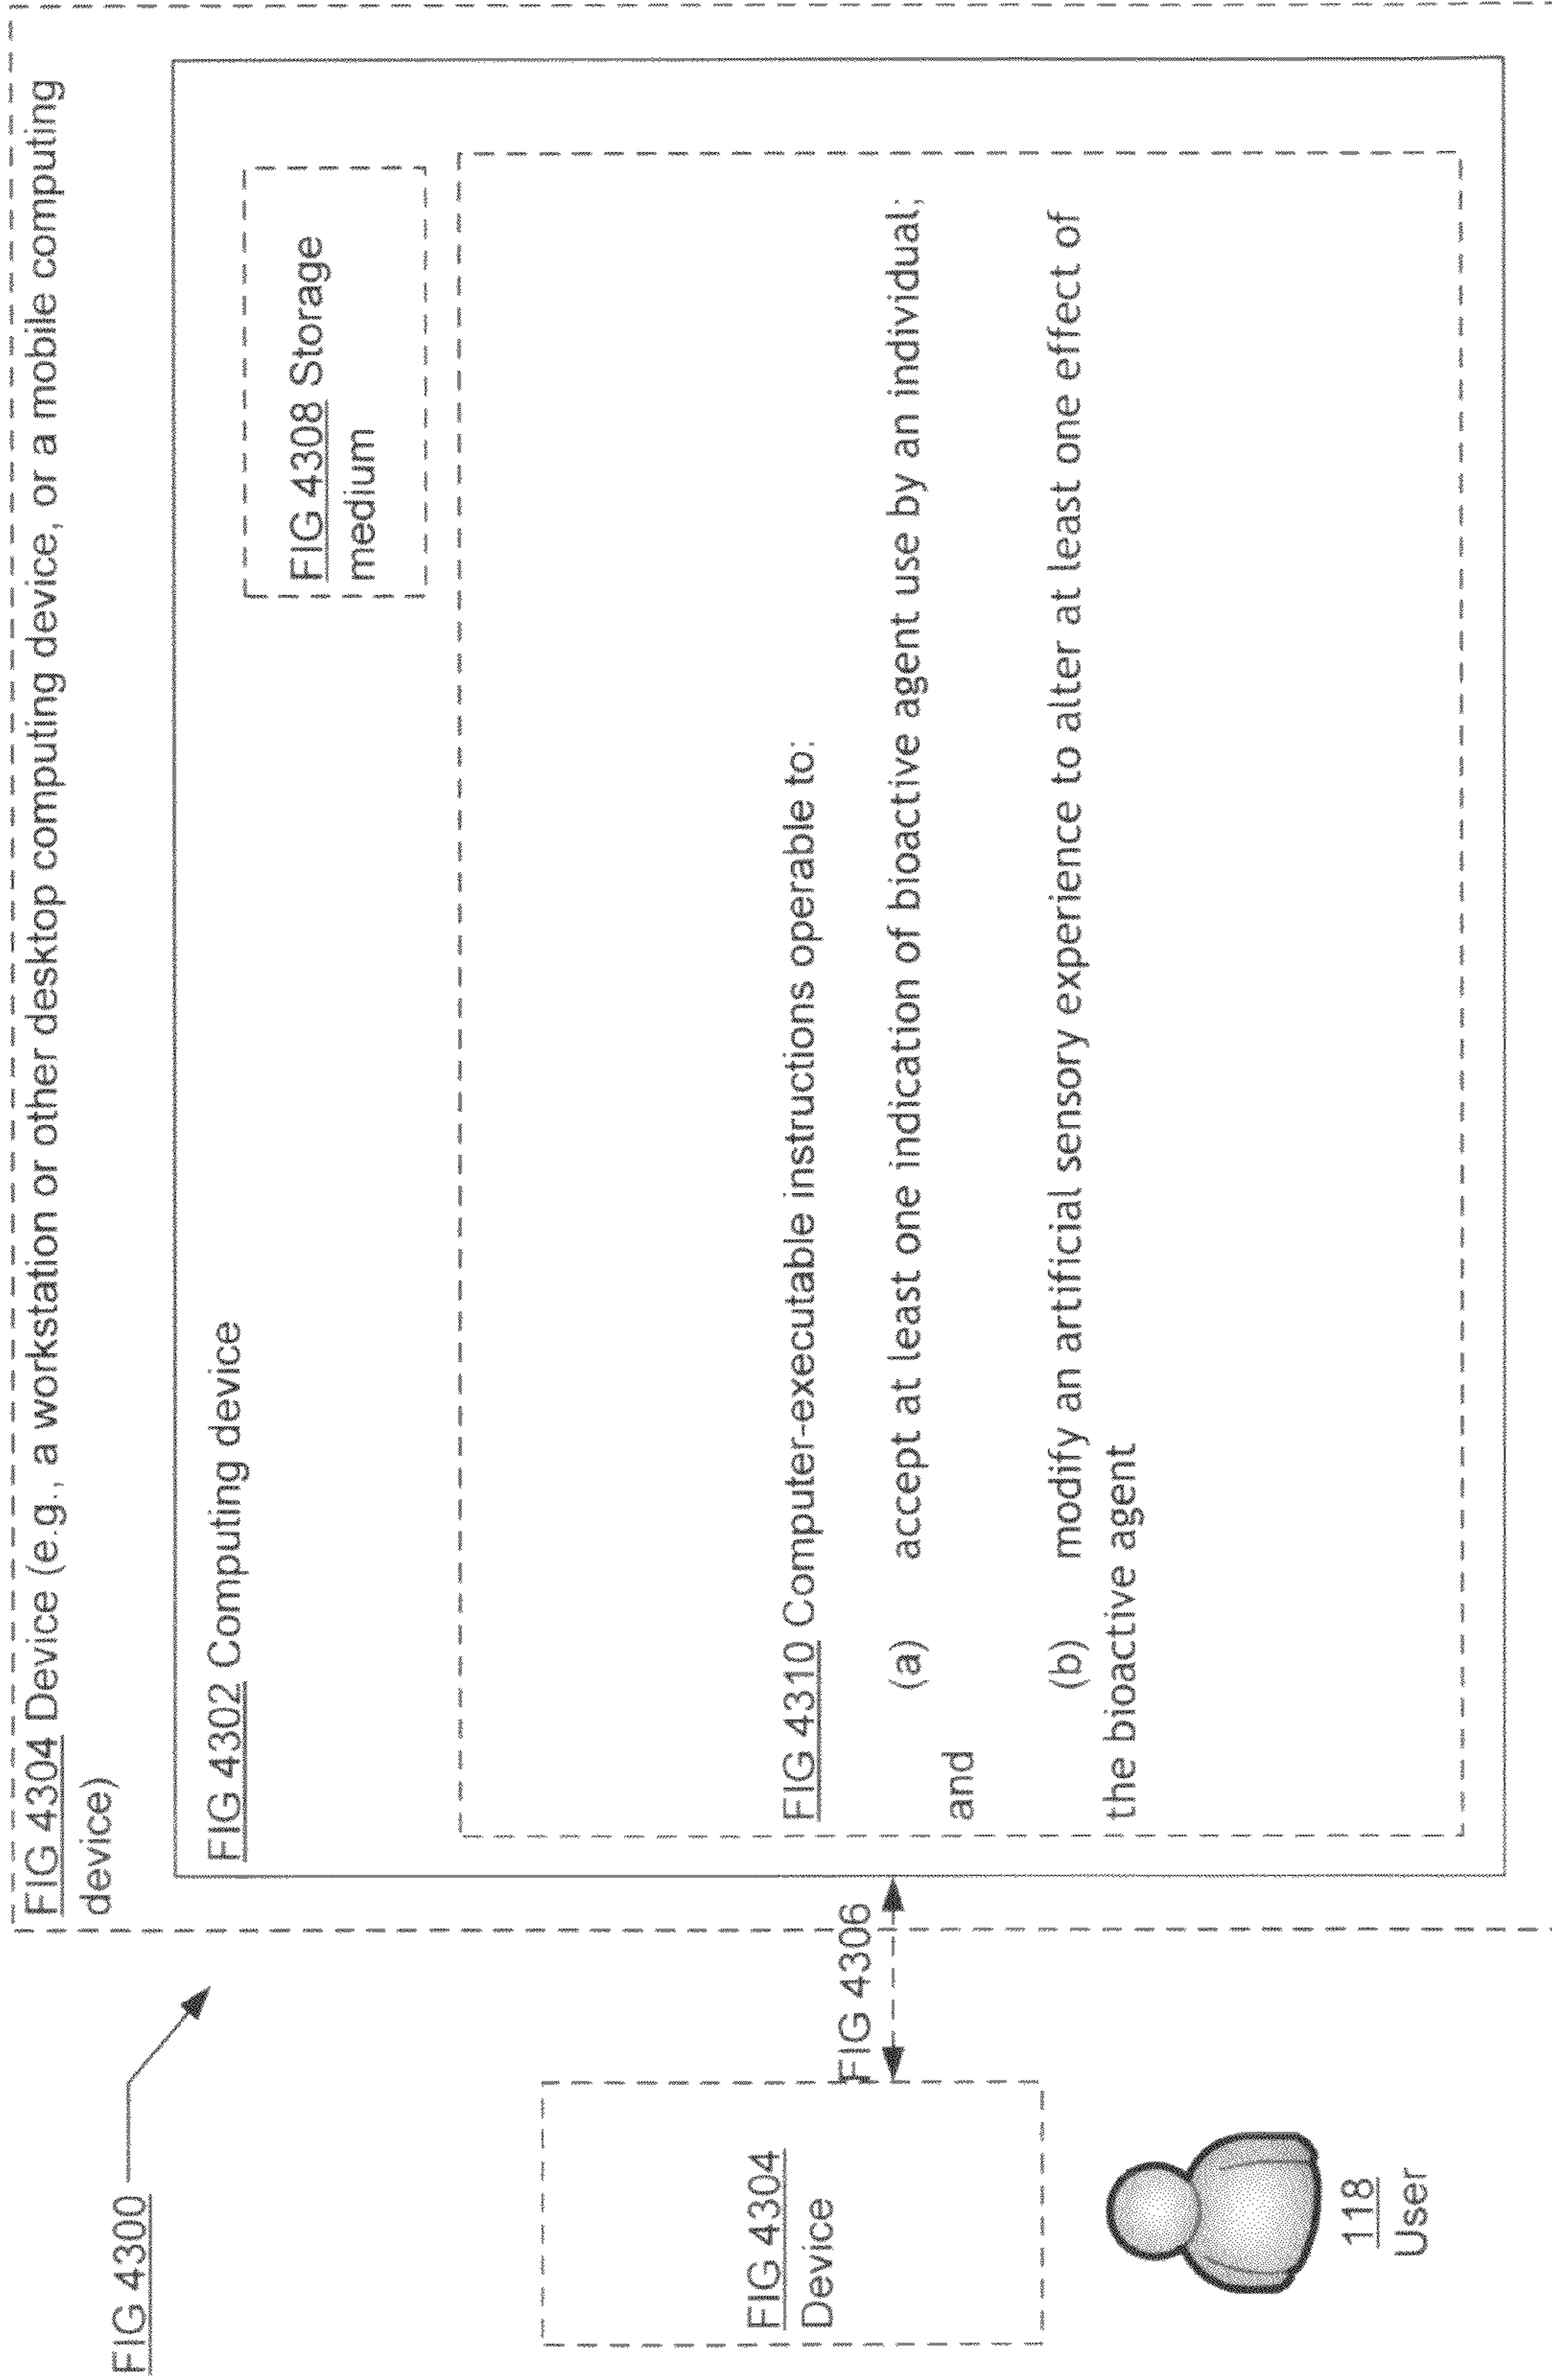 FIG 4300
FIG 4304 Device (e.g., a workstation or other desktop computing device, or a mobile computing
device)
FIG 4302 Computing device
FIG 4308 Storage
medium
FIG 4310 Computer-executable instructions operable to:
(a) accept at least one indication of bioactive agent use by an individual;
and
(b) modify an artificial sensory experience to alter at least one effect of
the bioactive agent
FIG 4306
FIG 4304
Device
118
User